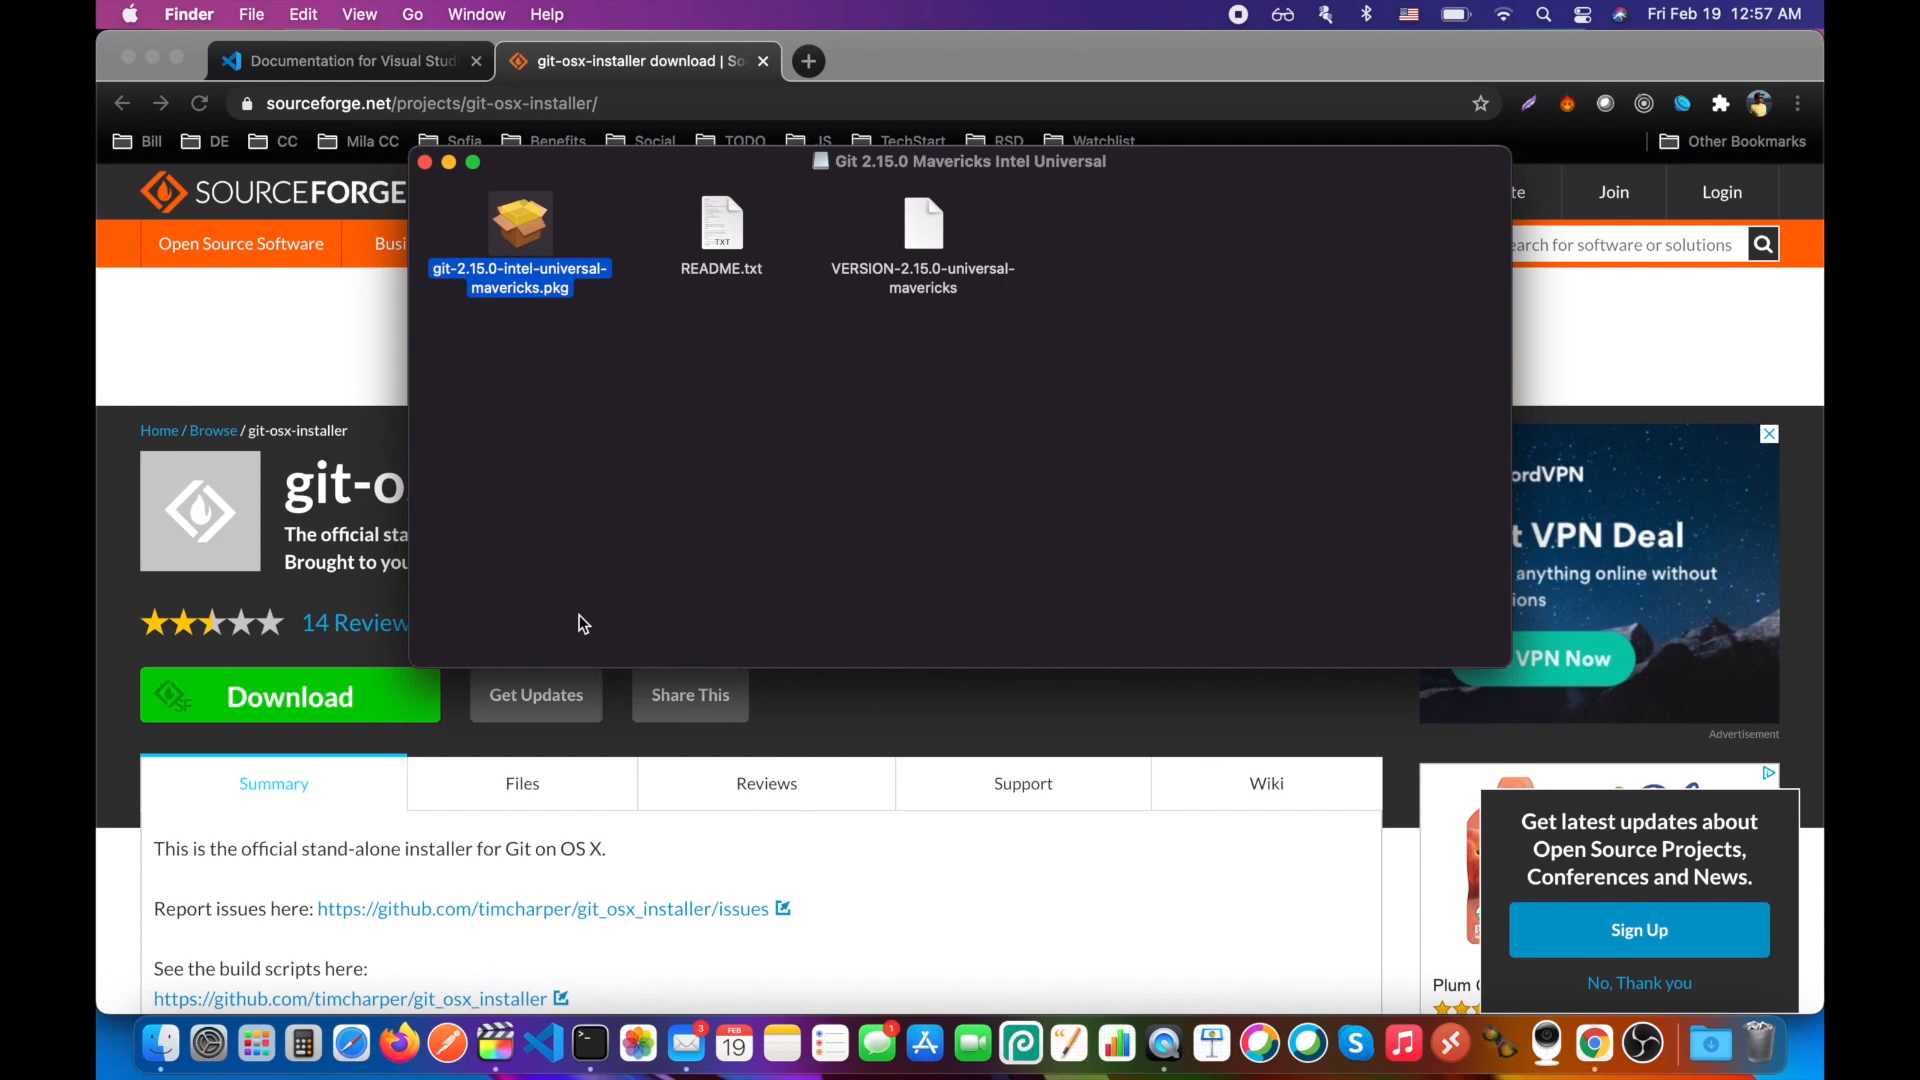 Finder File Edit View Go Window Help
Fri Feb 19 12:57 AM
Documentation for Visual Stud
git-osx-installer download | So
sourceforge.net/projects/git-osx-installer/
Bill DE CC Mila CC Sofia Benefits Social TODO JS TechStart RSD Watchlist Other Bookmarks
Git 2.15.0 Mavericks Intel Universal
SOURCEFORGE
te Join Login
Open Source Software Busi
earch for software or solutions
TXT
git-2.15.0-intel-universal-
mavericks.pkg
README.txt
VERSION-2.15.0-universal-
mavericks
Home / Browse / git-osx-installer
git-o
The official sta
Brought to you
14 Review
ordVPN
t VPN Deal
anything online without
ions
VPN Now
Advertisement
SF
Download
Get Updates
Share This
Summary Files Reviews Support Wiki
This is the official stand-alone installer for Git on OS X.
Report issues here: https://github.com/timcharper/git_osx_installer/issues
See the build scripts here:
https://github.com/timcharper/git_osx_installer
Plum
Get latest updates about
Open Source Projects,
Conferences and News.
Sign Up
No, Thank you
3
FEB
19
1